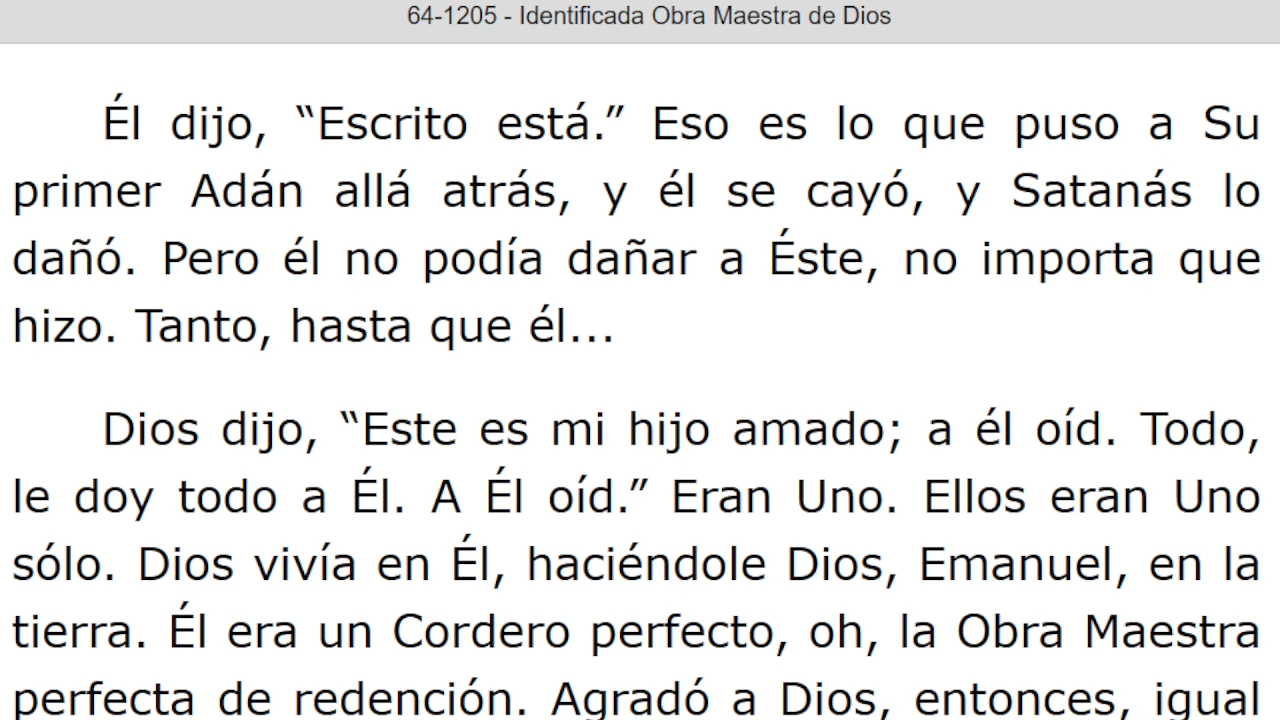 64-1205 - Identificada Obra Maestra de Dios
Él dijo, “Escrito está.” Eso es lo que puso a Su
primer Adán allá atrás, y él se cayó, y Satanás lo
dañó. Pero él no podía dañar a Éste, no importa que
hizo. Tanto, hasta que él…
Dios dijo, “Este es mi hijo amado; a él oíd. Todo,
le doy todo a Él. A Él oíd.” Eran Uno. Ellos eran Uno
sólo. Dios vivía en Él, haciéndole Dios, Emanuel, en la
tierra. Él era un Cordero perfecto, oh, la Obra Maestra
perfecta de redención. Agradó a Dios, entonces, igual